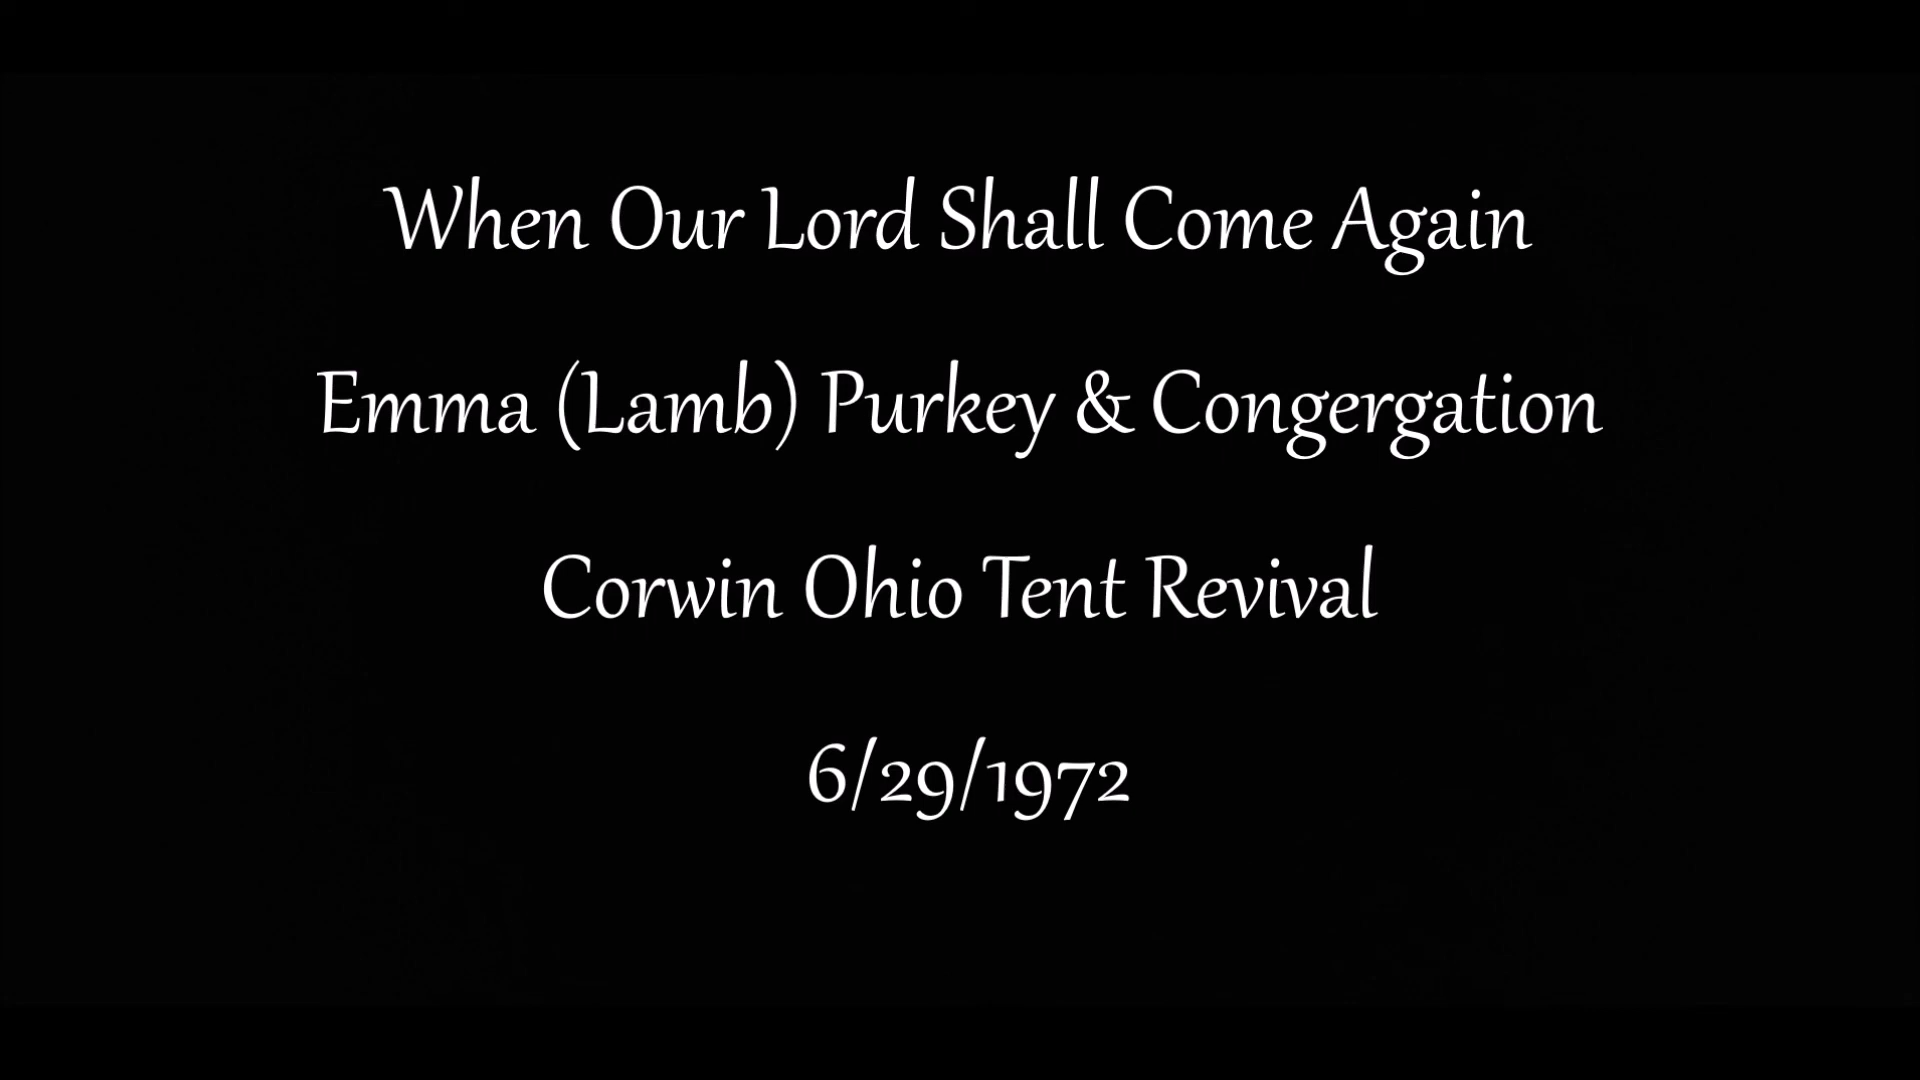 When Our Lord Shall Come Again
Emma (Lamb) Purkey & Congergation
Corwin Ohio Tent Revival
6/29/1972